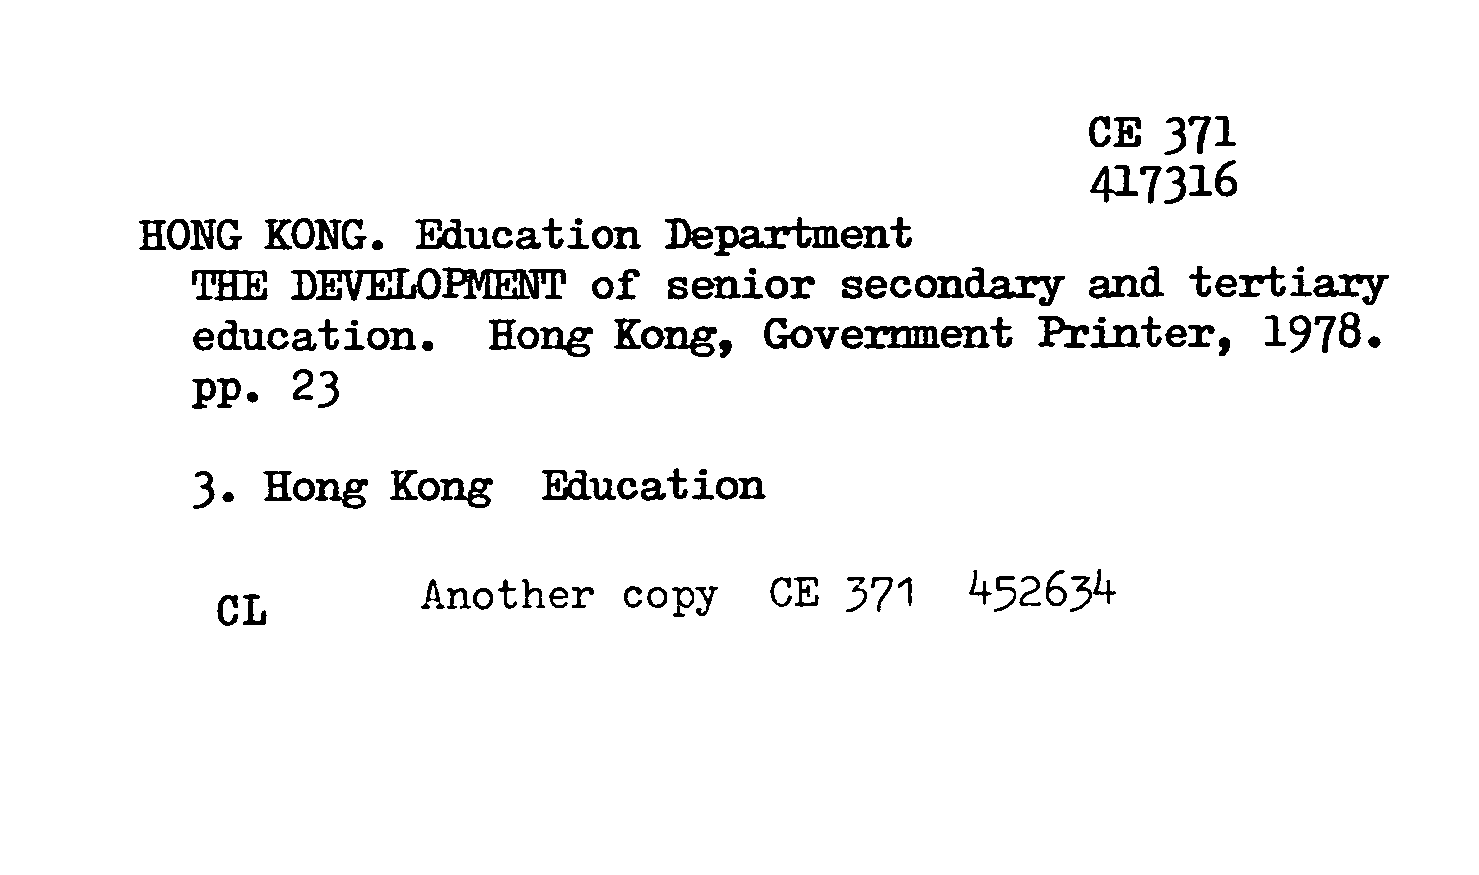 CE 371
417316
HONG KONG. Education Department
THE DEVELOPMENT of senior secondary and tertiary
education. Hong Kong, Government Printer, 1978.
pp. 23
3. Hong Kong Education
CL Another copy CE 371 452634